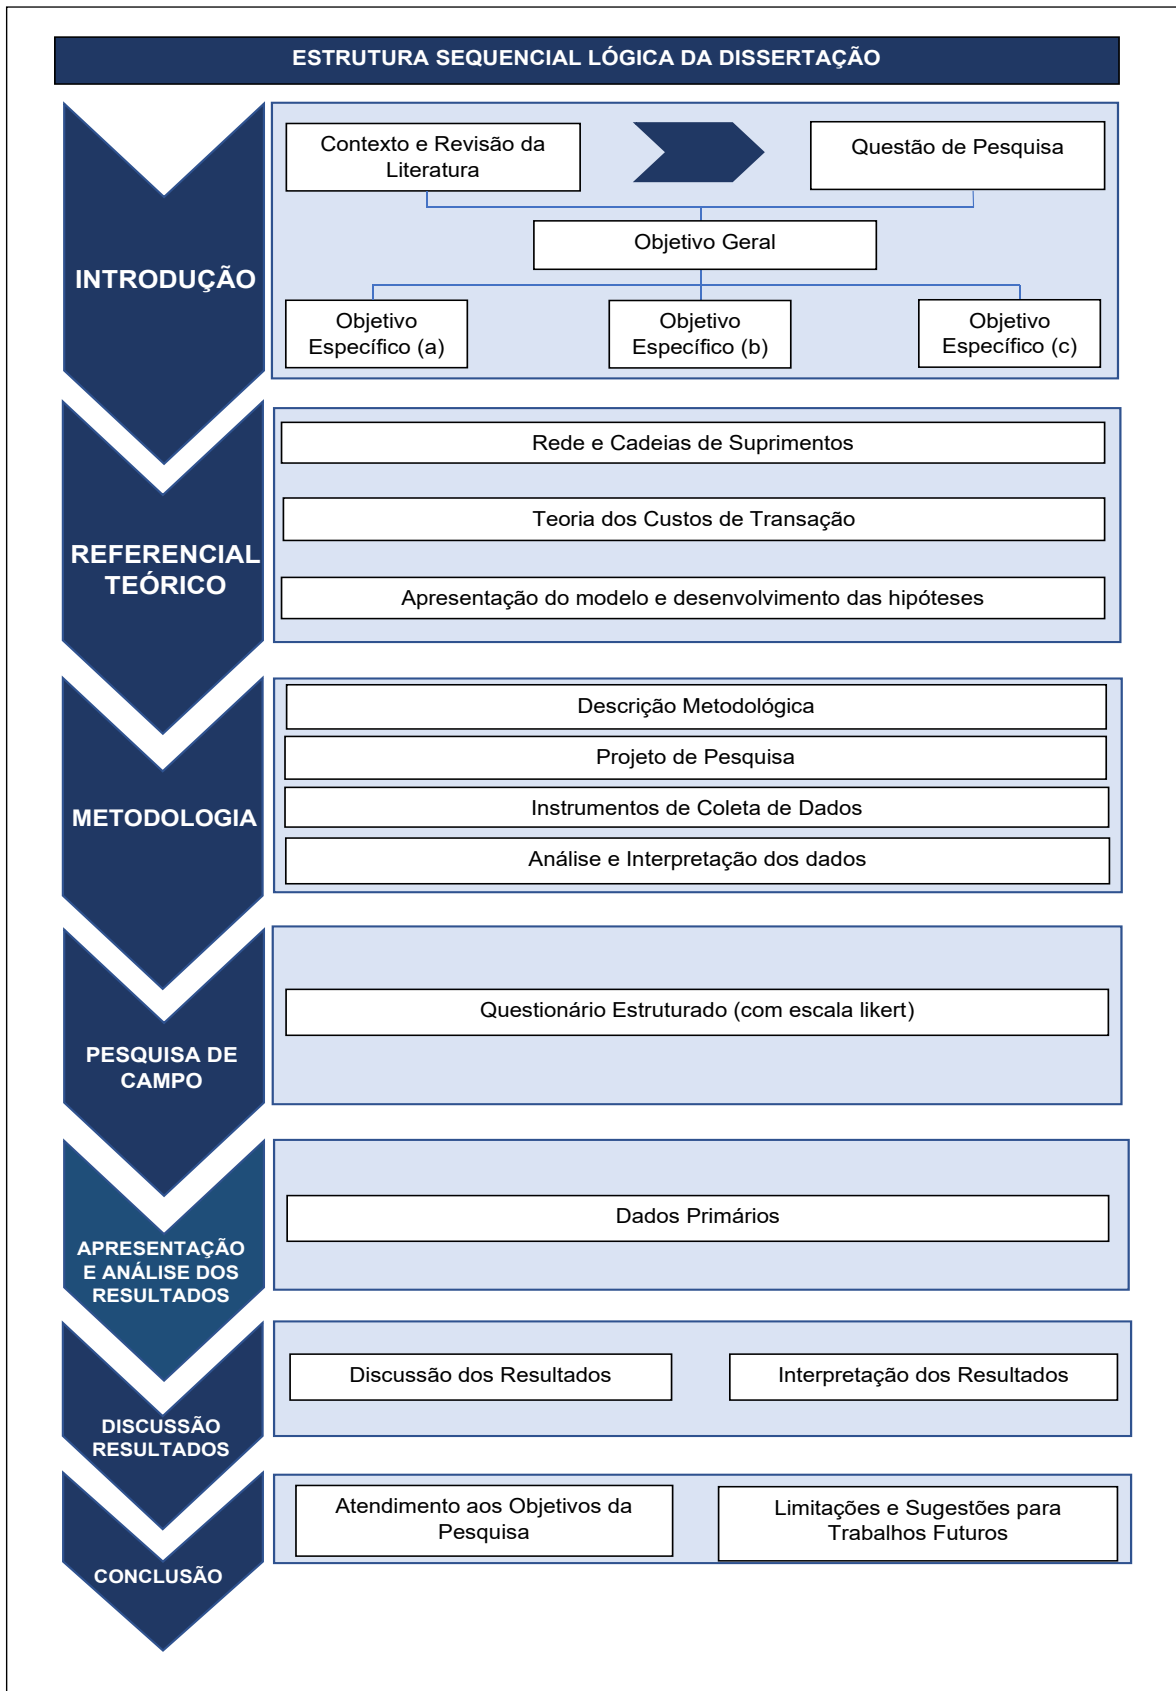 ESTRUTURA SEQUENCIAL LÓGICA DA DISSERTAÇÃO
INTRODUÇÃO
Contexto e Revisão da
Literatura
Questão de Pesquisa
Objetivo Geral
Objetivo
Específico (a)
Objetivo
Específico (b)
Objetivo
Específico (c)
REFERENCIAL
TEÓRICO
Rede e Cadeias de Suprimentos
Teoria dos Custos de Transação
Apresentação do modelo e desenvolvimento das hipóteses
METODOLOGIA
Descrição Metodológica
Projeto de Pesquisa
Instrumentos de Coleta de Dados
Análise e Interpretação dos dados
PESQUISA DE
CAMPO
Questionário Estruturado (com escala likert)
APRESENTAÇÃO
E ANÁLISE DOS
RESULTADOS
Dados Primários
DISCUSSÃO
RESULTADOS
Discussão dos Resultados
Interpretação dos Resultados
CONCLUSÃO
Atendimento aos Objetivos da
Pesquisa
Limitações e Sugestões para
Trabalhos Futuros